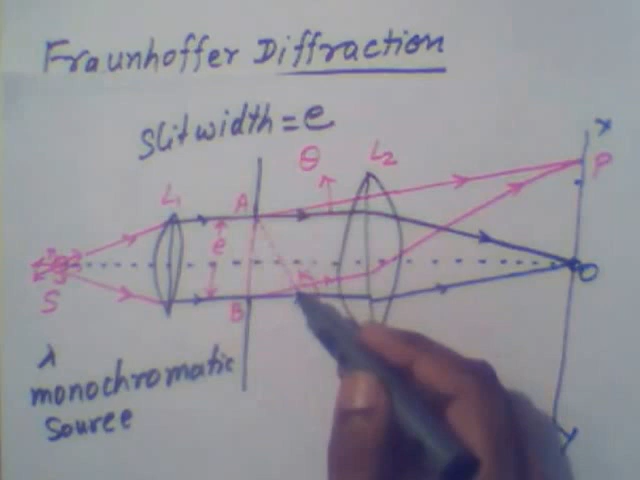 Fraunhoffer Diffraction
Slitwidth = e
θ
L2
X
P
L1
A
e
K
S
B
O
λ
monochromatic
Source
Y